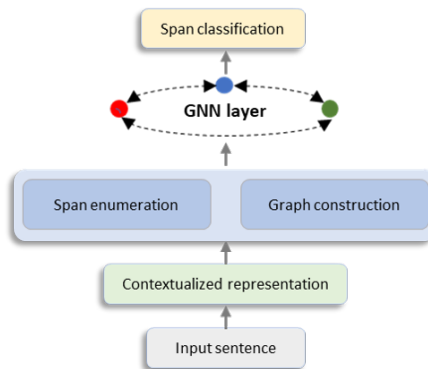 Span classification
GNN layer
Span enumeration
Graph construction
Contextualized representation
Input sentence